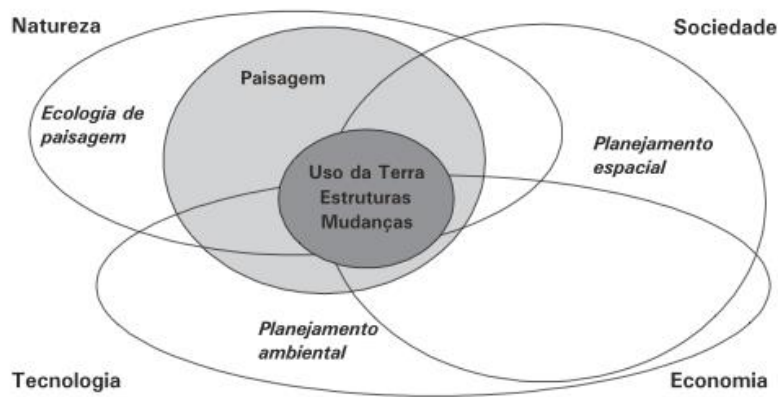 Natureza
Sociedade
Paisagem
Ecologia de
paisagem
Planejamento
espacial
Uso da Terra
Estruturas
Mudanças
Planejamento
ambiental
Tecnologia
Economia